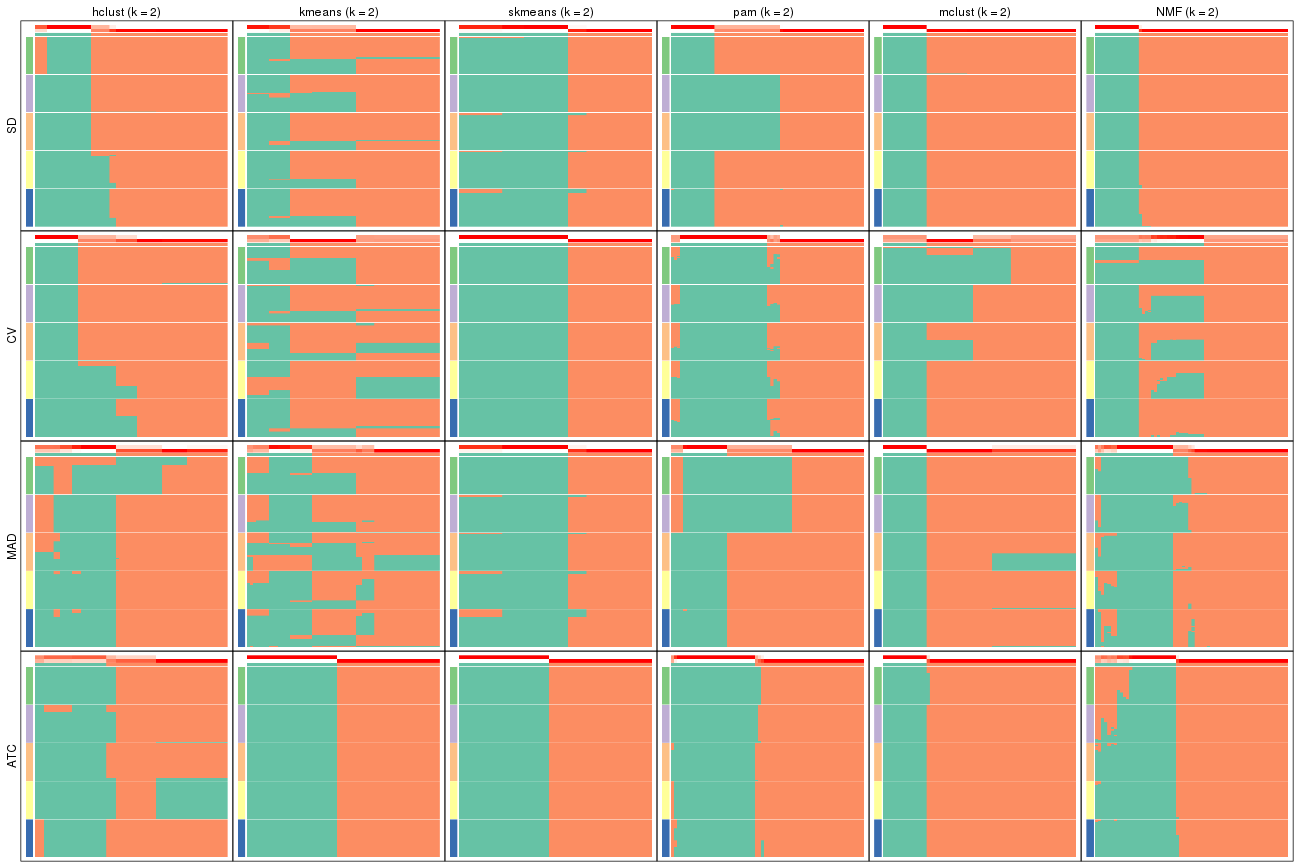 hclust (k = 2)
kmeans (k = 2)
skmeans (k = 2)
pam (k = 2)
mclust (k = 2)
NMF (k = 2)
SD
CV
MAD
ATC